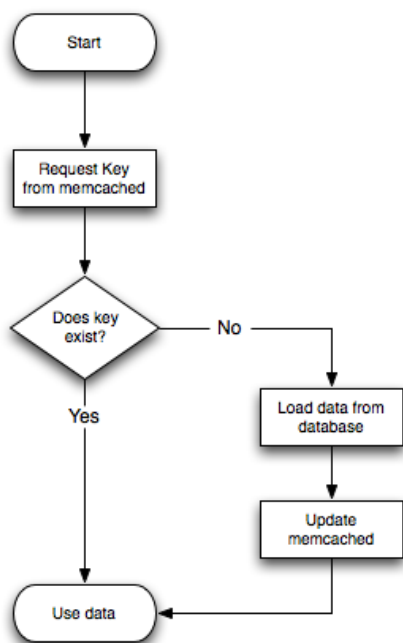 Start
Request Key
from memcached
Does key
exist?
No
Yes
Load data from
database
Update
memcached
Use data